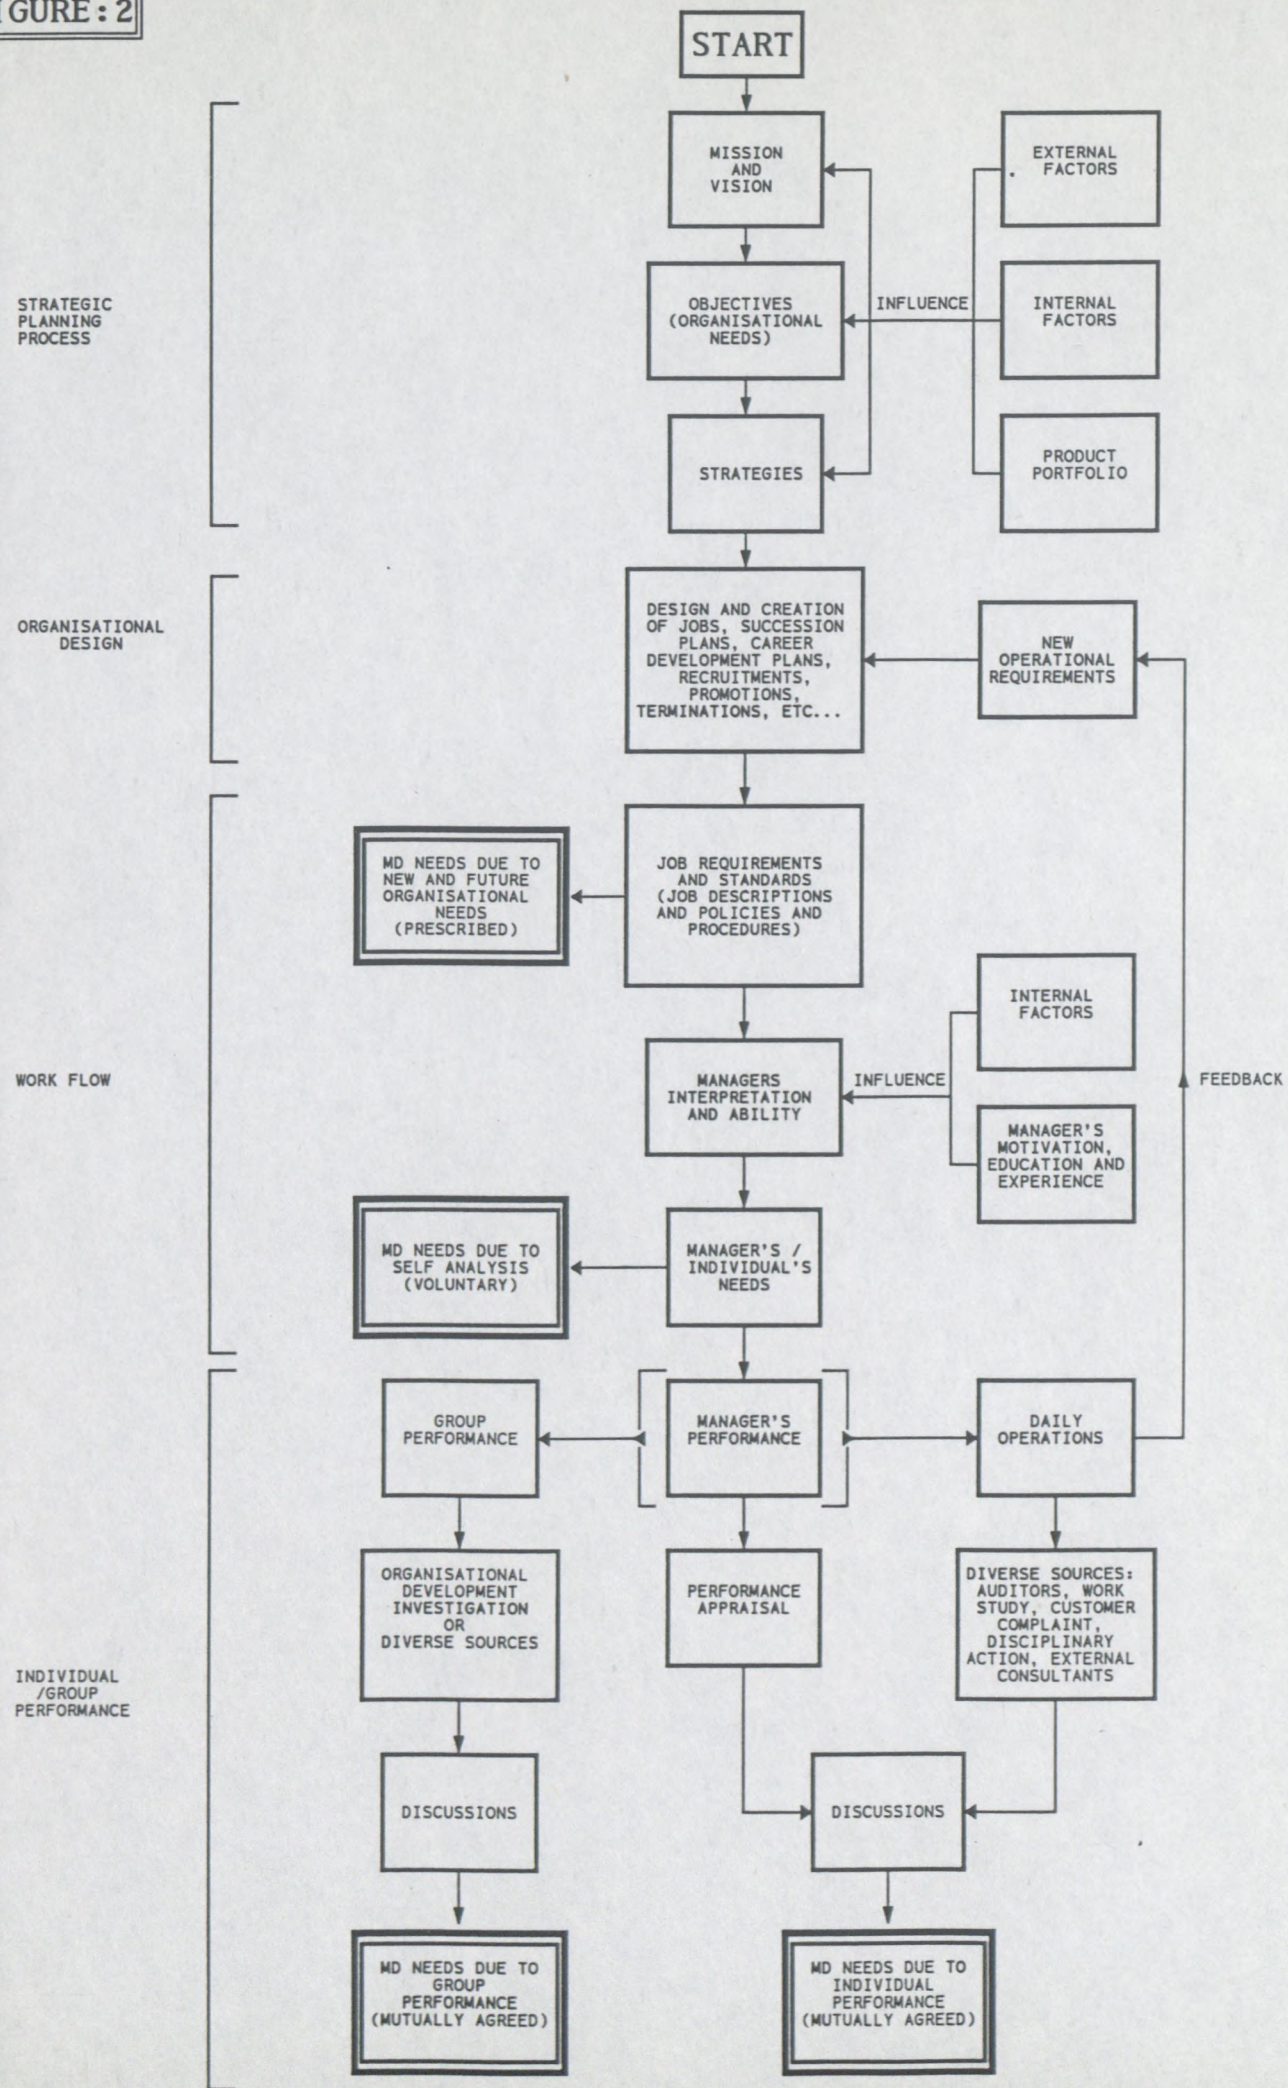 IGURE:2
START
MISSION
AND
VISION
EXTERNAL
FACTORS
STRATEGIC
PLANNING
PROCESS
OBJECTIVES
(ORGANISATIONAL
NEEDS)
INFLUENCE
INTERNAL
FACTORS
STRATEGIES
PRODUCT
PORTFOLIO
ORGANISATIONAL
DESIGN
DESIGN AND CREATION
OF JOBS, SUCCESSION
PLANS, CAREER
DEVELOPMENT PLANS,
RECRUITMENTS,
PROMOTIONS,
TERMINATIONS, ETC...
NEW
OPERATIONAL
REQUIREMENTS
MD NEEDS DUE TO
NEW AND FUTURE
ORGANISATIONAL
NEEDS
(PRESCRIBED)
JOB REQUIREMENTS
AND STANDARDS
(JOB DESCRIPTIONS
AND POLICIES AND
PROCEDURES)
INTERNAL
FACTORS
WORK FLOW
MANAGERS
INTERPRETATION
AND ABILITY
INFLUENCE
FEEDBACK
MANAGER'S
MOTIVATION,
EDUCATION AND
EXPERIENCE
MD NEEDS DUE TO
SELF ANALYSIS
(VOLUNTARY)
MANAGER'S /
INDIVIDUAL'S
NEEDS
GROUP
PERFORMANCE
MANAGER'S
PERFORMANCE
DAILY
OPERATIONS
ORGANISATIONAL
DEVELOPMENT
INVESTIGATION
OR
DIVERSE SOURCES
PERFORMANCE
APPRAISAL
DIVERSE SOURCES:
AUDITORS, WORK
STUDY, CUSTOMER
COMPLAINT,
DISCIPLINARY
ACTION, EXTERNAL
CONSULTANTS
INDIVIDUAL
/GROUP
PERFORMANCE
DISCUSSIONS
DISCUSSIONS
MD NEEDS DUE TO
GROUP
PERFORMANCE
(MUTUALLY AGREED)
MD NEEDS DUE TO
INDIVIDUAL
PERFORMANCE
(MUTUALLY AGREED)